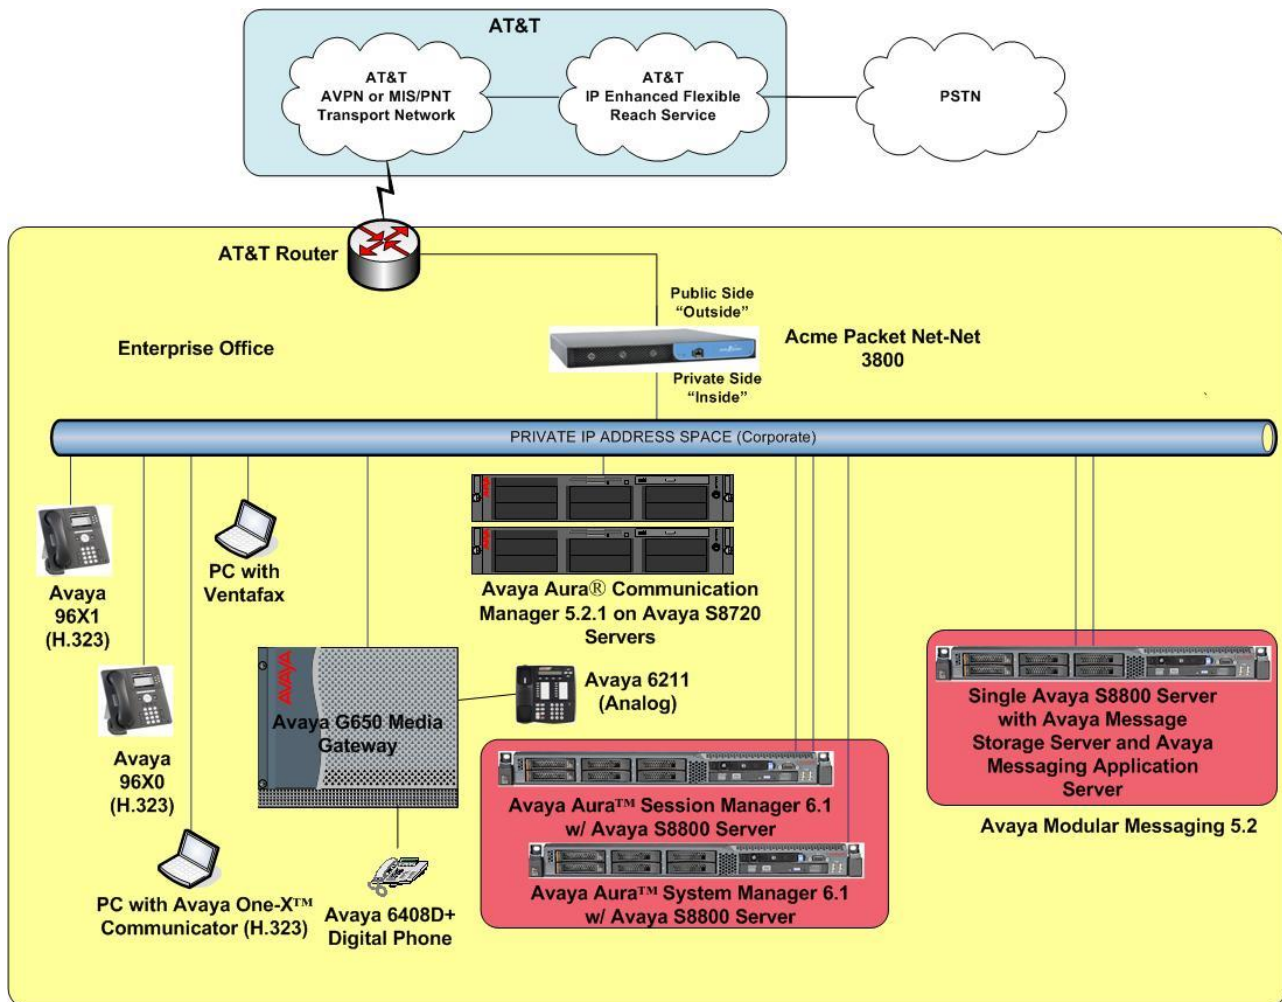 AT&T
AT&T
AVPN or MIS/PNT
Transport Network
AT&T
IP Enhanced Flexible
Reach Service
PSTN
AT&T Router
Public Side
“Outside”
Enterprise Office
Acme Packet Net-Net
3800
Private Side
“Inside”
PRIVATE IP ADDRESS SPACE (Corporate)
Avaya
96X1
(H.323)
PC with
Ventafax
AVAYA
AVAYA
Avaya Aura® Communication
Manager 5.2.1 on Avaya S8720
Servers
Avaya
96X0
(H.323)
AVAYA
Avaya G650 Media
Gateway
Avaya 6211
(Analog)
PC with Avaya One-X™
Communicator (H.323)
Avaya 6408D+
Digital Phone
Avaya Aura™ Session Manager 6.1
w/ Avaya S8800 Server
Avaya Aura™ System Manager 6.1
w/ Avaya S8800 Server
Single Avaya S8800 Server
with Avaya Message
Storage Server and Avaya
Messaging Application
Server
Avaya Modular Messaging 5.2